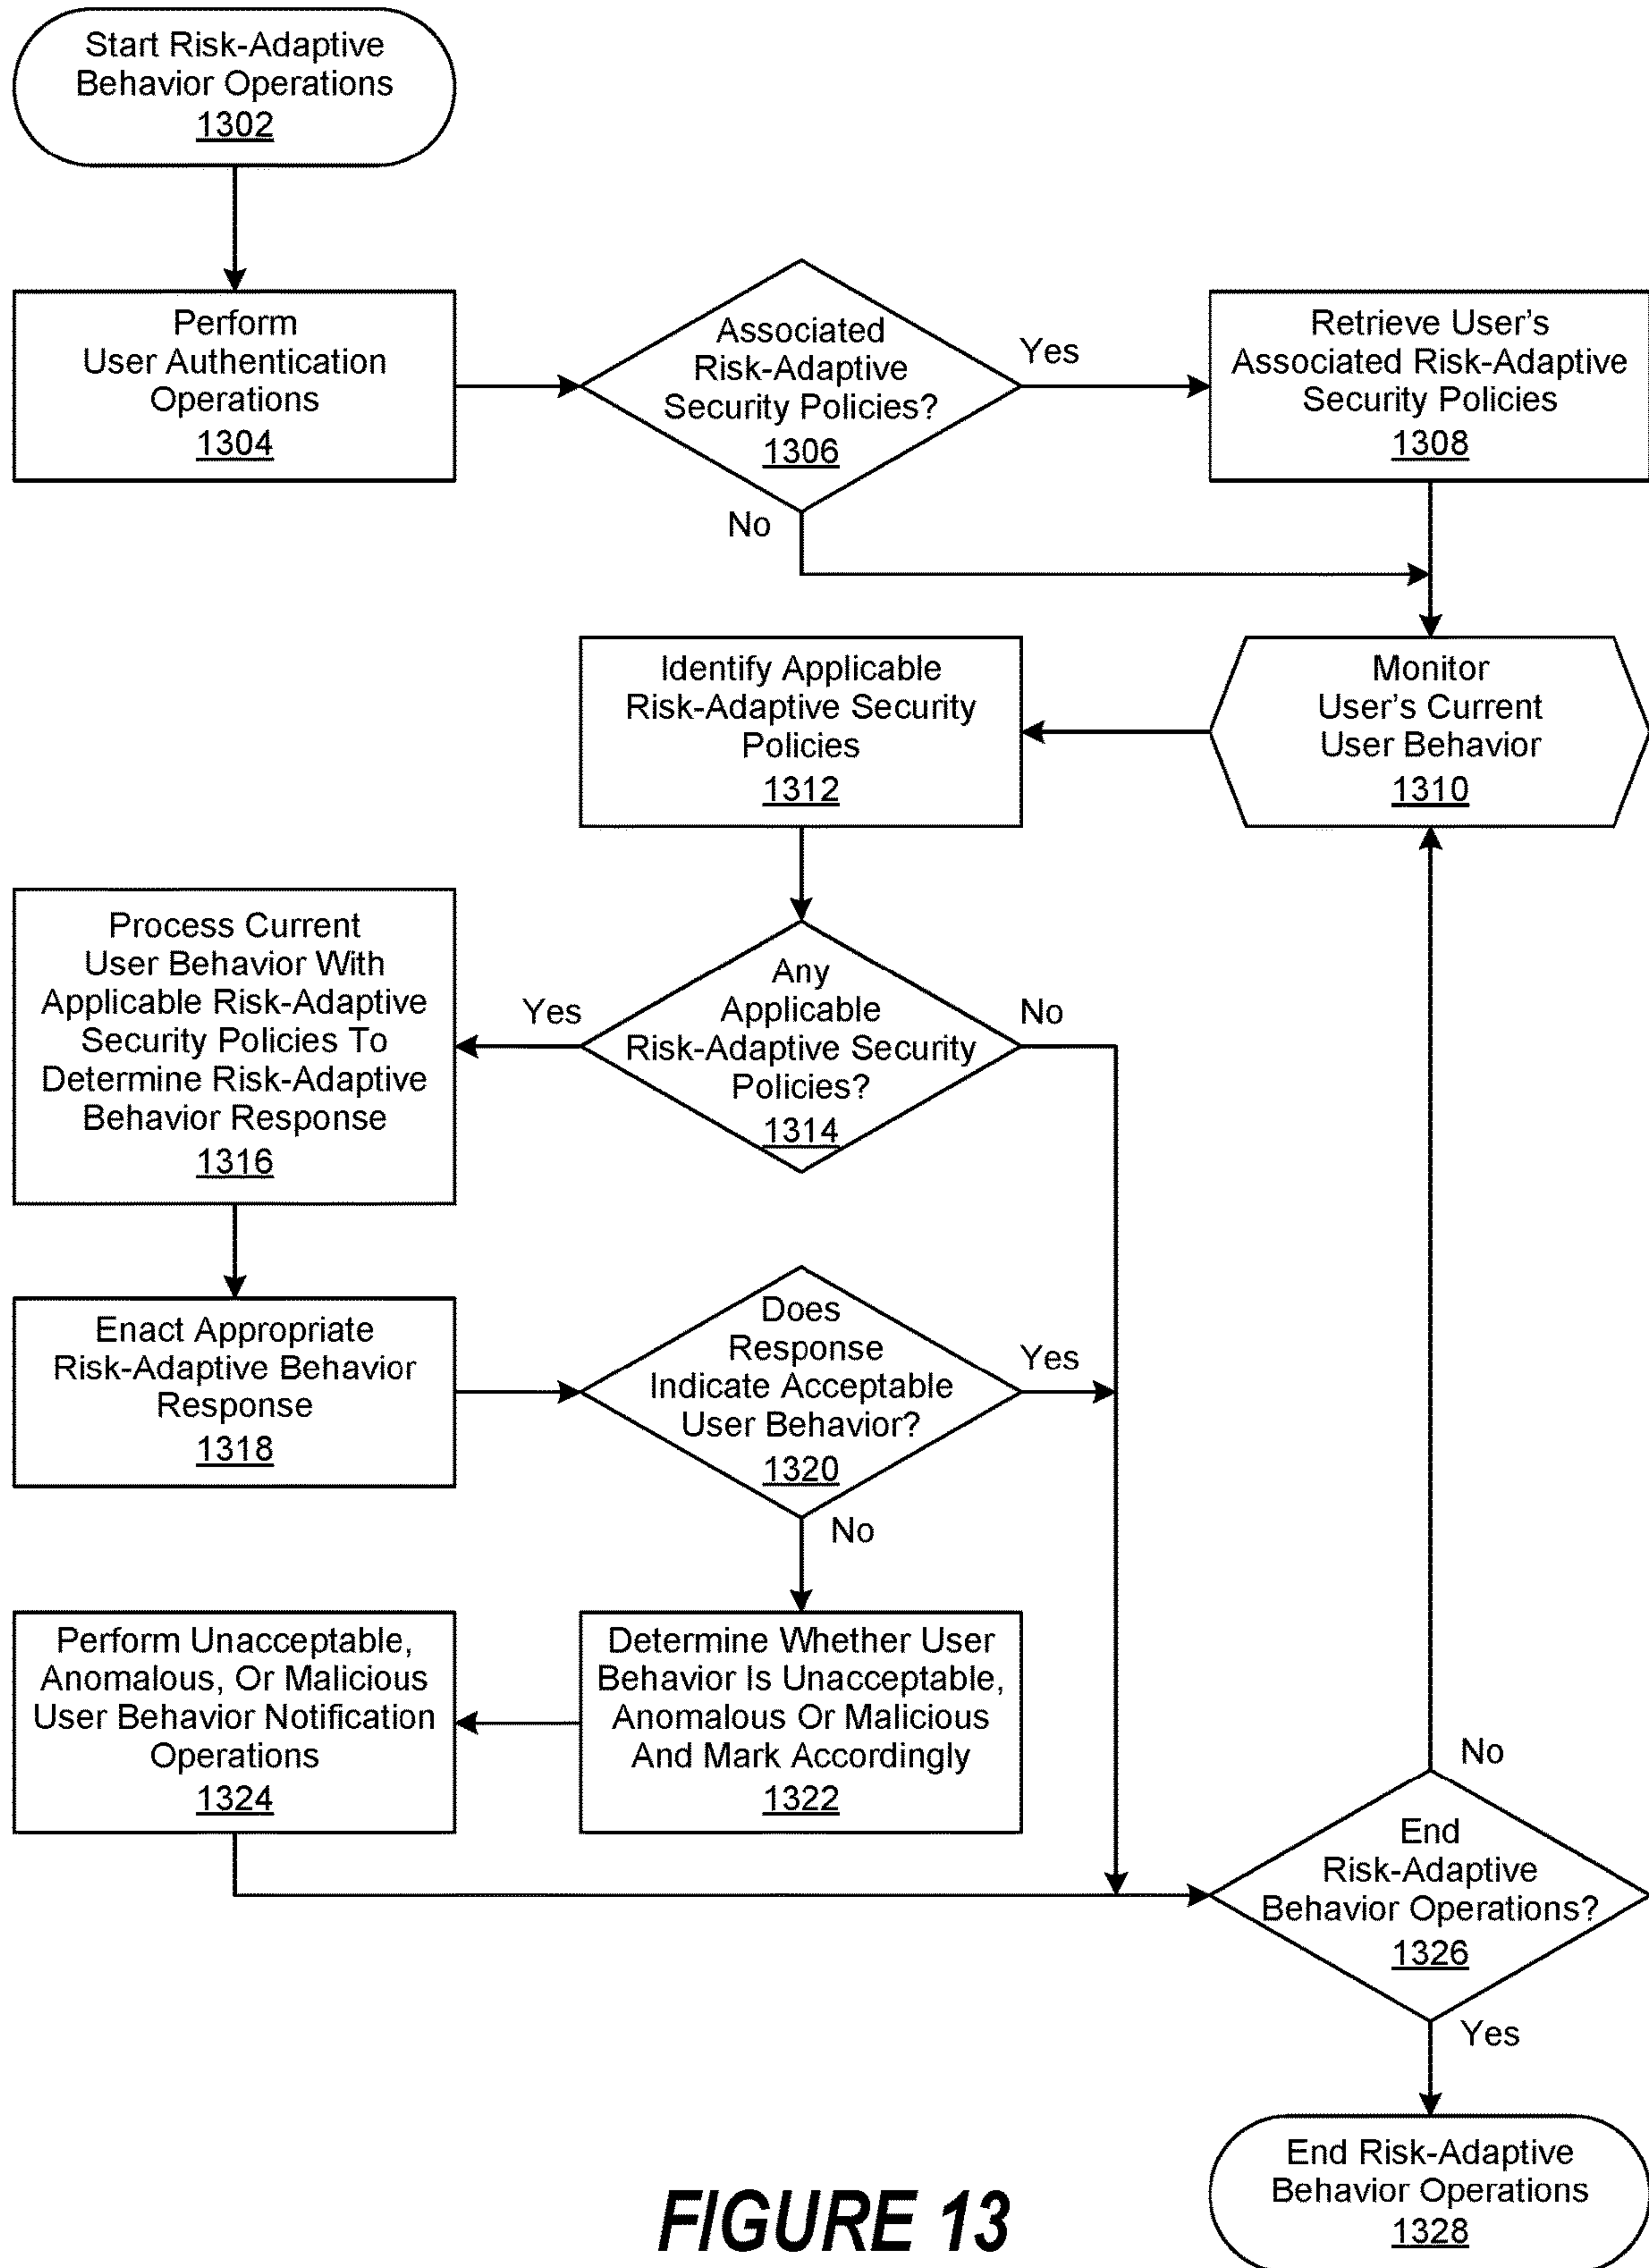 Start Risk-Adaptive
Behavior Operations
1302
Perform
User Authentication
Operations
1304
Associated
Risk-Adaptive
Security Policies?
1306
Yes
No
Retrieve User's
Associated Risk-Adaptive
Security Policies
1308
Monitor
User's Current
User Behavior
1310
Identify Applicable
Risk-Adaptive Security
Policies
1312
Any
Applicable
Risk-Adaptive Security
Policies?
1314
Yes
No
Process Current
User Behavior With
Applicable Risk-Adaptive
Security Policies To
Determine Risk-Adaptive
Behavior Response
1316
Enact Appropriate
Risk-Adaptive Behavior
Response
1318
Does
Response
Indicate Acceptable
User Behavior?
1320
Yes
No
Determine Whether User
Behavior Is Unacceptable,
Anomalous Or Malicious
And Mark Accordingly
1322
Perform Unacceptable,
Anomalous, Or Malicious
User Behavior Notification
Operations
1324
No
End
Risk-Adaptive
Behavior Operations?
1326
Yes
End Risk-Adaptive
Behavior Operations
1328
FIGURE 13